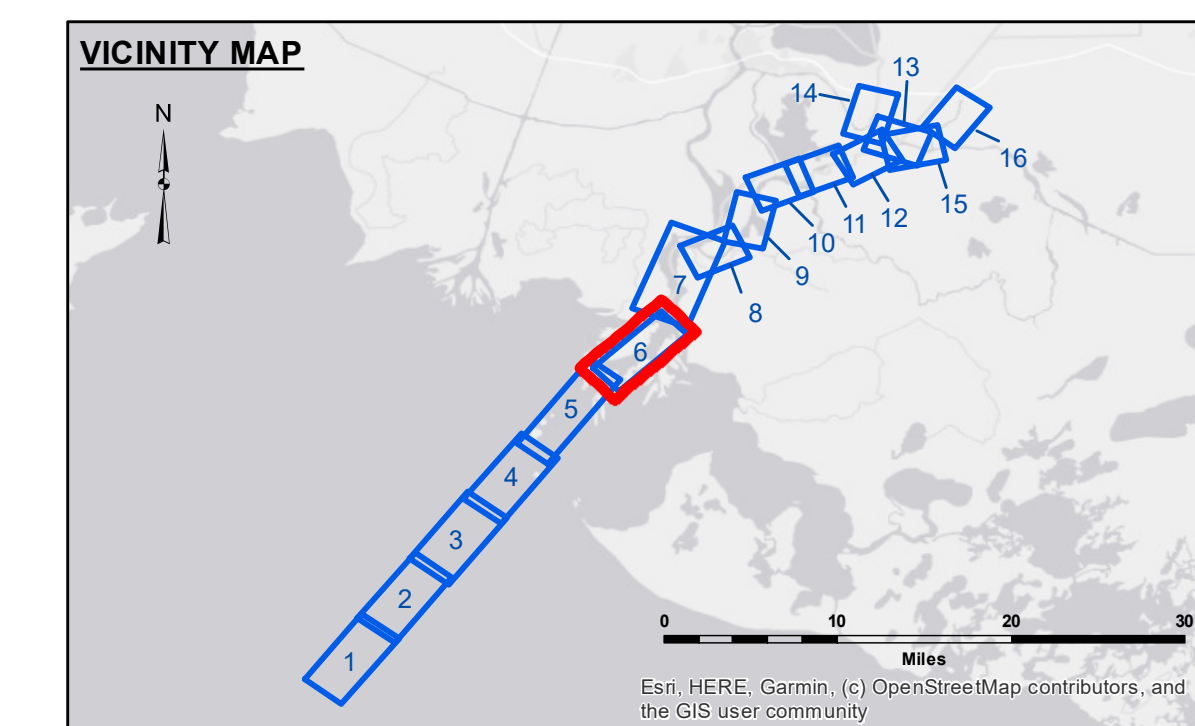 VICINITY MAP
N
13
14
16
15
12
11
10
9
8
7
6
5
4
3
2
1
0 10 20 30
Miles
Esri, HERE, Garmin, (c) OpenStreetMap contributors, and
the GIS user community